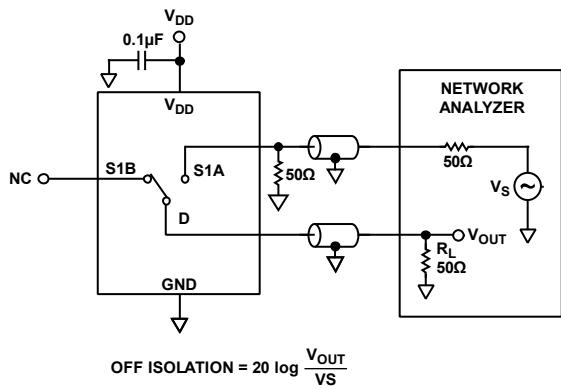 VDD
0.1µF
VDD
NETWORK
ANALYZER
50Ω
S1B
S1A
50Ω
NC
VS
D
VOUT
RL
50Ω
GND
OFF ISOLATION = 20 log VOUT
VS